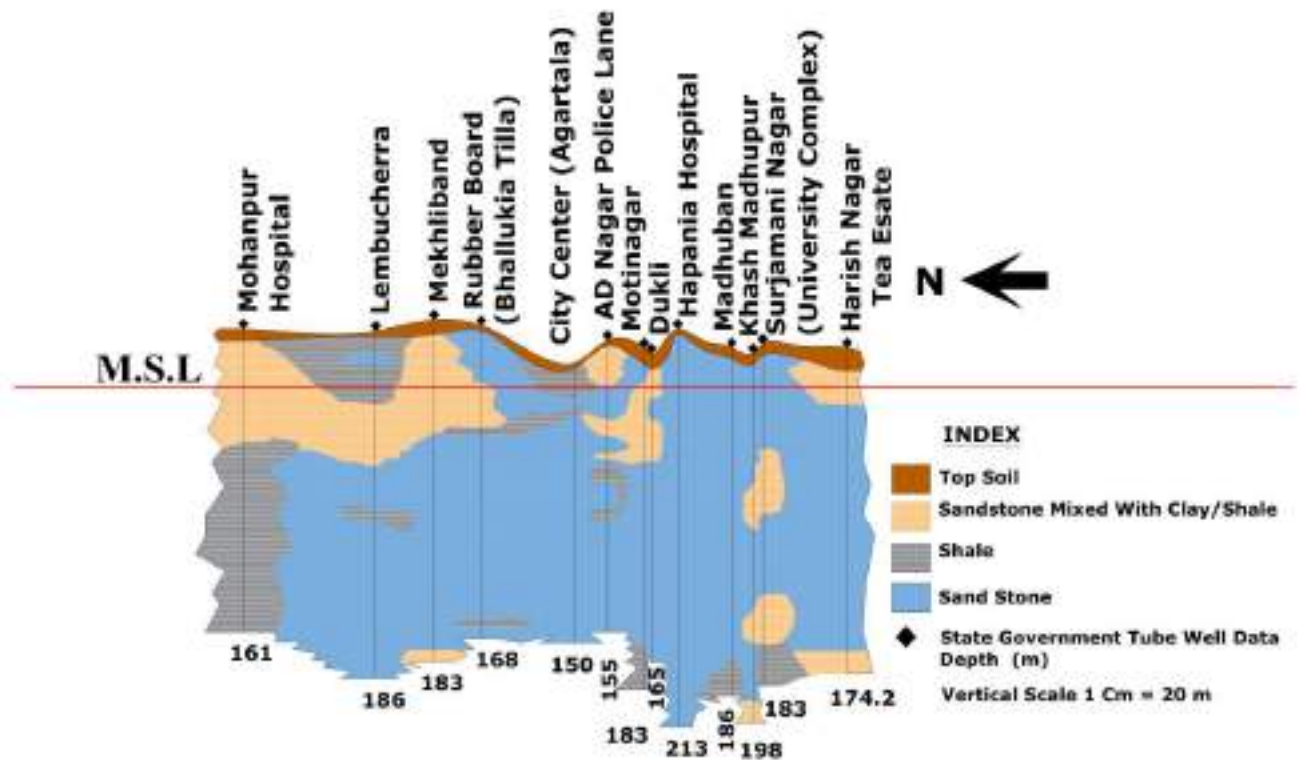 Mohanpur
Hospital
Lembucherra
Mekhliband
Rubber Board
(Bhallukia Tilla)
City Center (Agartala)
AD Nagar Police Lane
Motinagar
Dukli
Hapania Hospital
Madhuban
Khash Madhupur
Surjamani Nagar
(University Complex)
Harish Nagar
Tea Esate
N
M.S.L
INDEX
Top Soil
Sandstone Mixed With Clay/Shale
Shale
Sand Stone
State Government Tube Well Data
Depth (m)
Vertical Scale 1 Cm = 20 m
161
186
183
168
150
155
183
165
213
186
198
183
174.2